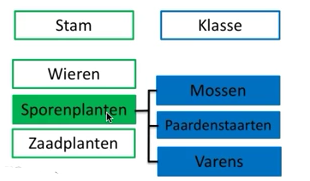 Stam
Klasse
Wieren
Sporenplanten
Zaadplanten
Mossen
Paardenstaarten
Varens